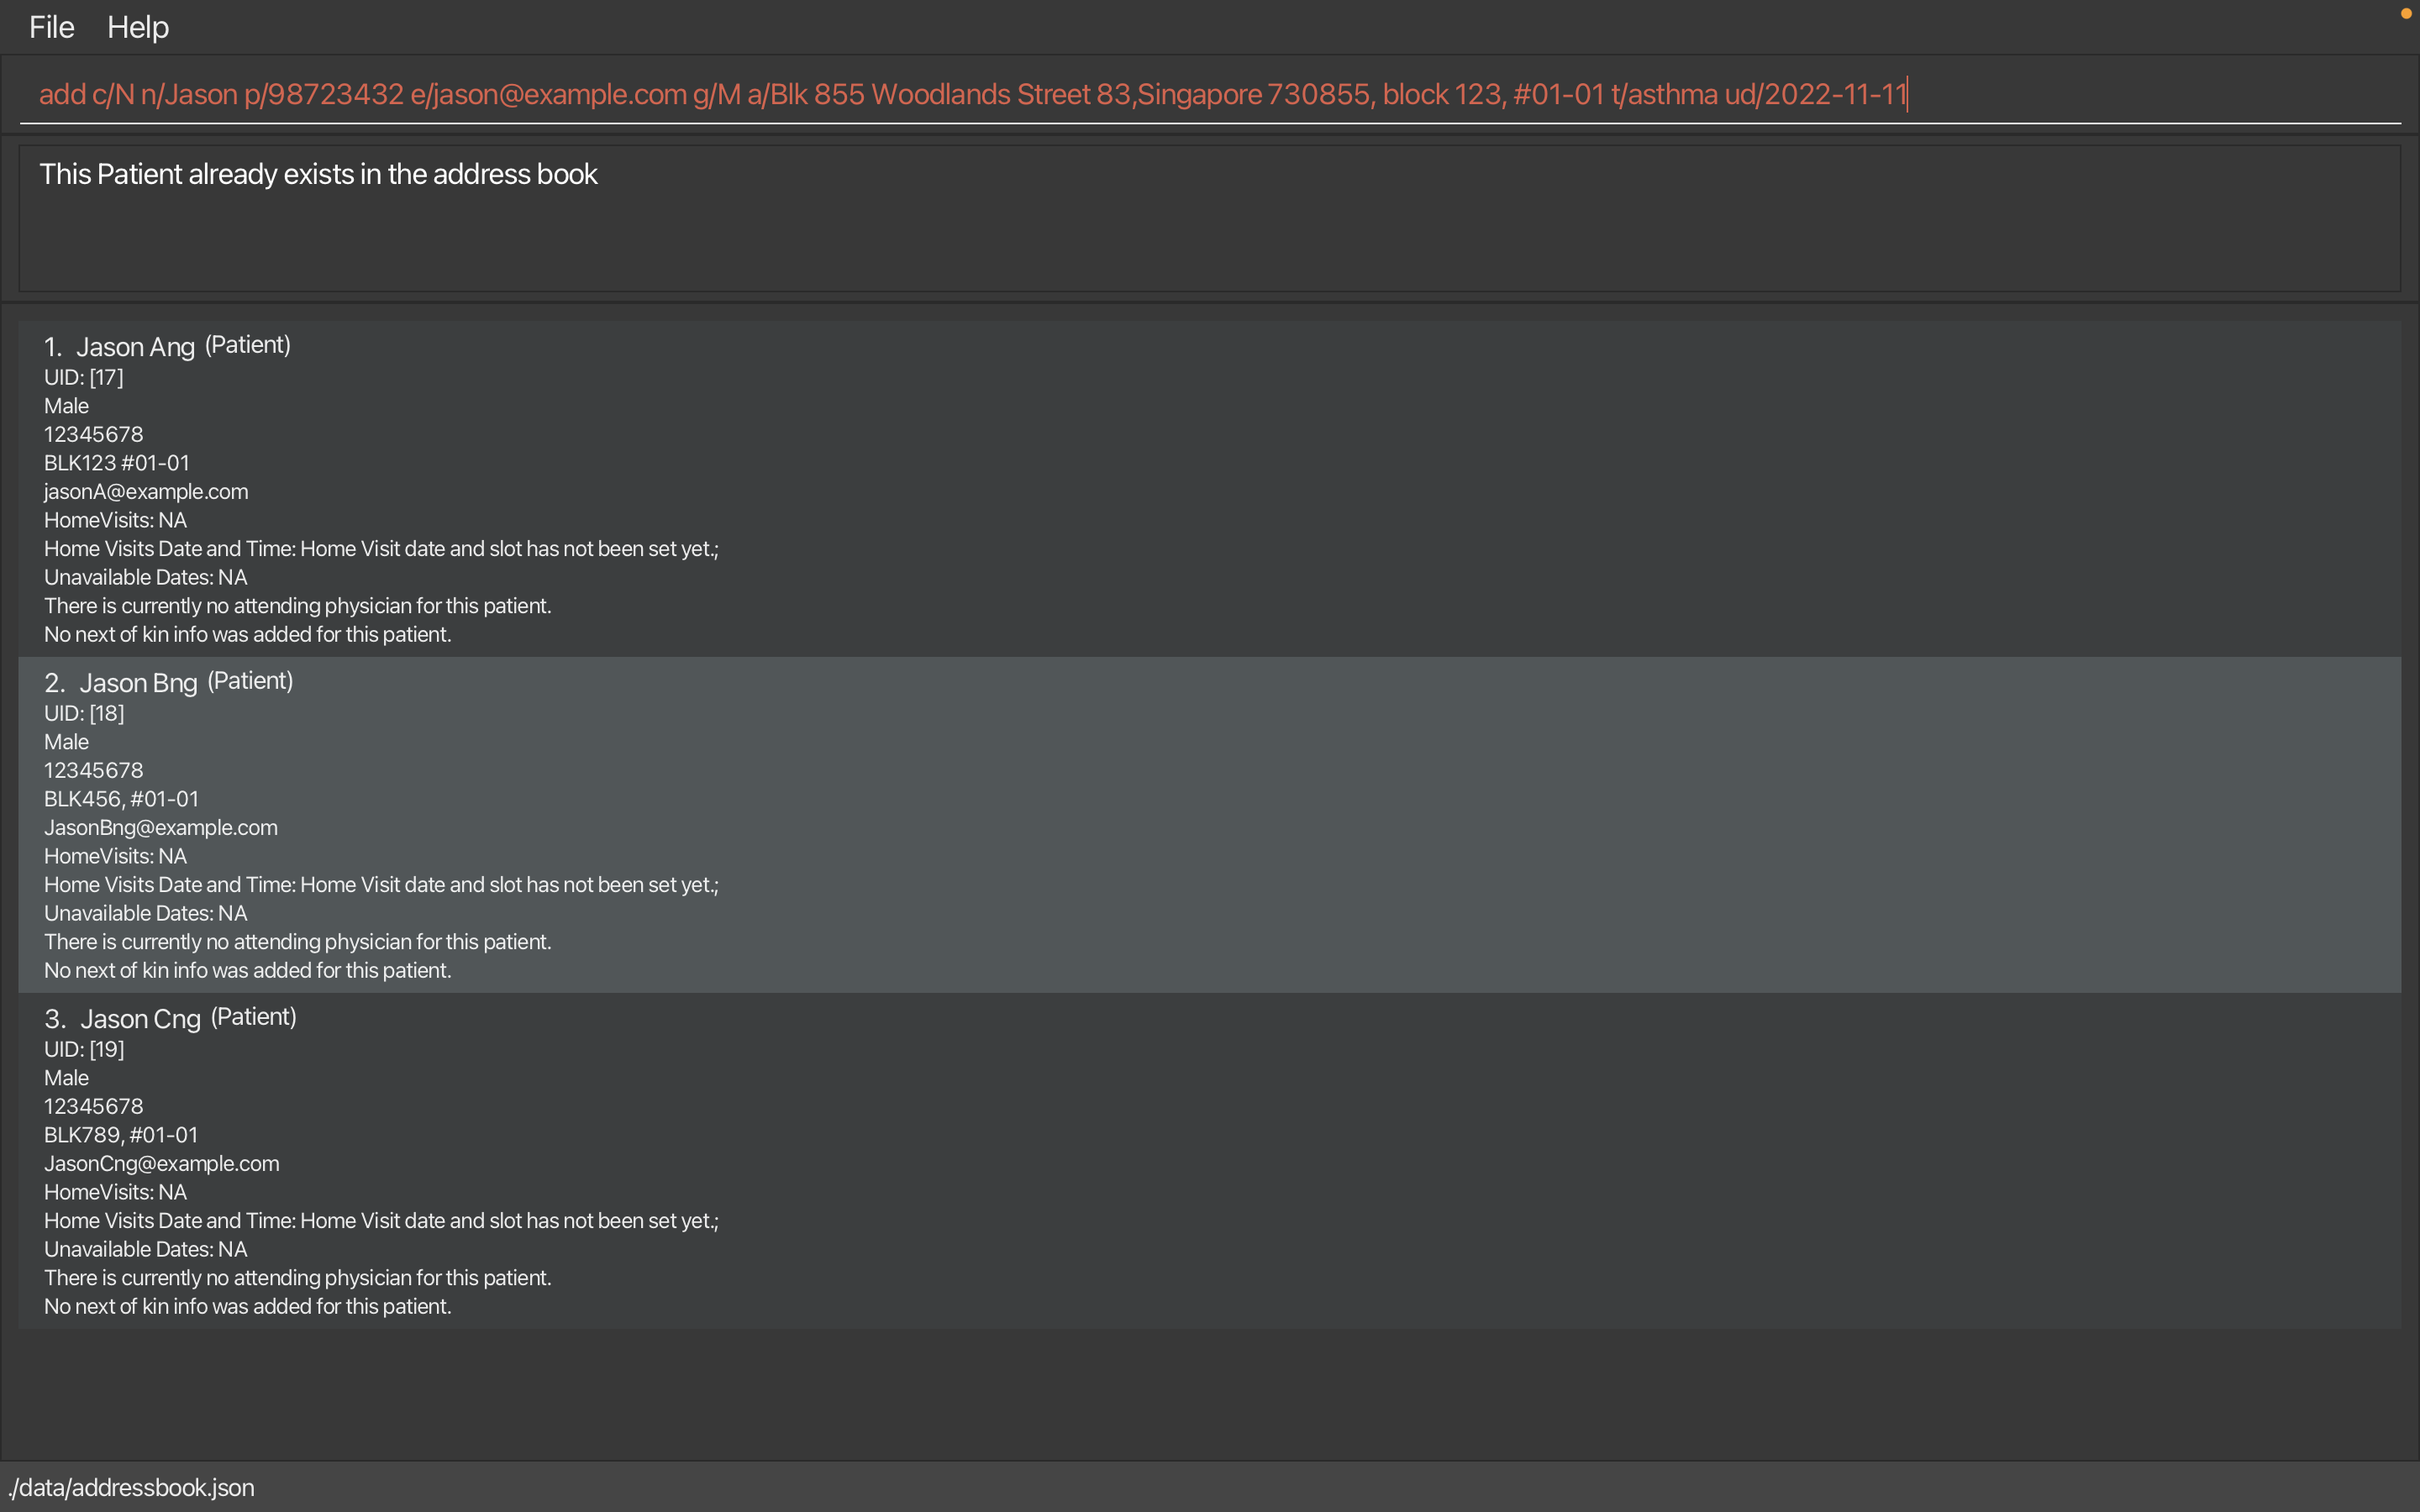 File Help
add c/N n/Jason p/98723432 e/jason@example.com g/M a/Blk 855 Woodlands Street 83,Singapore 730855, block 123, #01-01 t/asthma ud/2022-11-11
This Patient already exists in the address book
1. Jason Ang (Patient)
UID: [17]
Male
12345678
BLK123 #01-01
jasonA@example.com
HomeVisits: NA
Home Visits Date and Time: Home Visit date and slot has not been set yet.;
Unavailable Dates: NA
There is currently no attending physician for this patient.
No next of kin info was added for this patient.
2. Jason Bng (Patient)
UID: [18]
Male
12345678
BLK456, #01-01
JasonBng@example.com
HomeVisits: NA
Home Visits Date and Time: Home Visit date and slot has not been set yet.;
Unavailable Dates: NA
There is currently no attending physician for this patient.
No next of kin info was added for this patient.
3. Jason Cng (Patient)
UID: [19]
Male
12345678
BLK789, #01-01
JasonCng@example.com
HomeVisits: NA
Home Visits Date and Time: Home Visit date and slot has not been set yet.;
Unavailable Dates: NA
There is currently no attending physician for this patient.
No next of kin info was added for this patient.
./data/addressbook.json